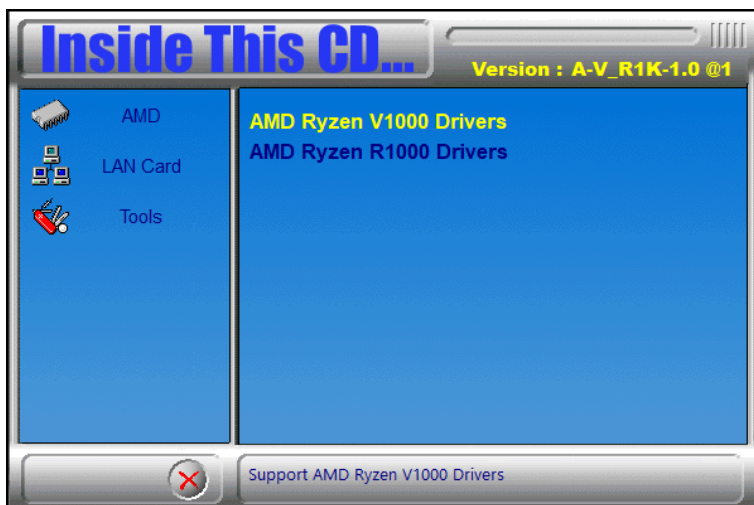 Inside This CD...
Version : A-V_R1K-1.0 @1
AMD
LAN Card
Tools
AMD Ryzen V1000 Drivers
AMD Ryzen R1000 Drivers
Support AMD Ryzen V1000 Drivers